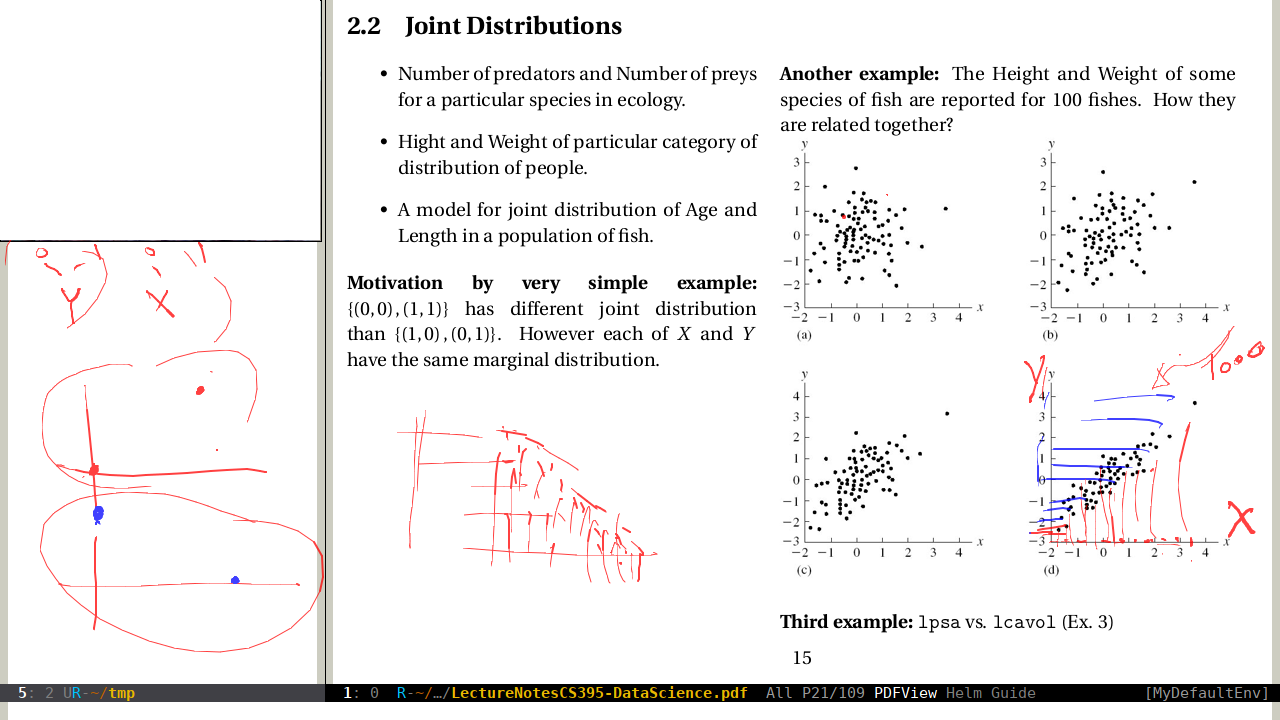 2.2 Joint Distributions
• Number of predators and Number of preys
for a particular species in ecology.
• Hight and Weight of particular category of
distribution of people.
• A model for joint distribution of Age and
Length in a population of fish.
Motivation by very simple example:
{(0,0),(1,1)} has different joint distribution
than {(1,0),(0,1)}. However each of X and Y
have the same marginal distribution.
Another example: The Height and Weight of some
species of fish are reported for 100 fishes. How they
are related together?
y
3
2
1
0
−1
−2
−3
−2 −1 0 1 2 3 4 x
(a)
y
3
2
1
0
−1
−2
−3
−2 −1 0 1 2 3 4 x
(b)
y
4
3
2
1
0
−1
−2
−3
−2 −1 0 1 2 3 4 x
(c)
y
4
3
2
1
0
−1
−2
−3
−2 −1 0 1 2 3 4 x
(d)
Y
1000
X
Third example: lpsa vs. lcavol (Ex. 3)
15
0 1 0 1
Y X
5: 2 UR-~/tmp
1: 0 R-~/…/LectureNotesCS395-DataScience.pdf All P21/109 PDFView Helm Guide [MyDefaultEnv]